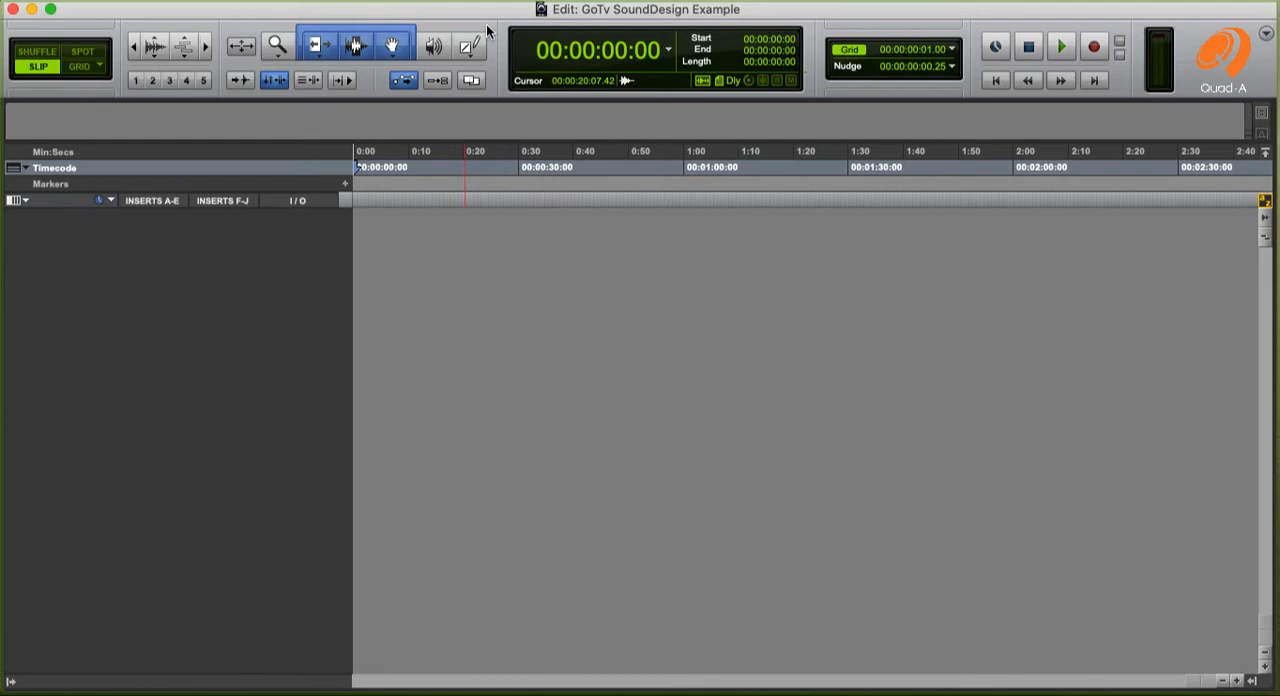 Edit: GoTv SoundDesign Example
SHUFFLE SPOT
SLIP GRID
1 2 3 4 5
00:00:00:00
Start 00:00:00:00
End 00:00:00:00
Length 00:00:00:00
Cursor 00:00:20:07.42 Dly S M
Grid 00:00:00:01.00
Nudge 00:00:00:00.25
Quad-A
Min:Secs 0:00 0:10 0:20 0:30 0:40 0:50 1:00 1:10 1:20 1:30 1:40 1:50 2:00 2:10 2:20 2:30 2:40
Timecode 00:00:00:00 00:00:30:00 00:01:00:00 00:01:30:00 00:02:00:00 00:02:30:00
Markers +
INSERTS A-E INSERTS F-J I / O
a z